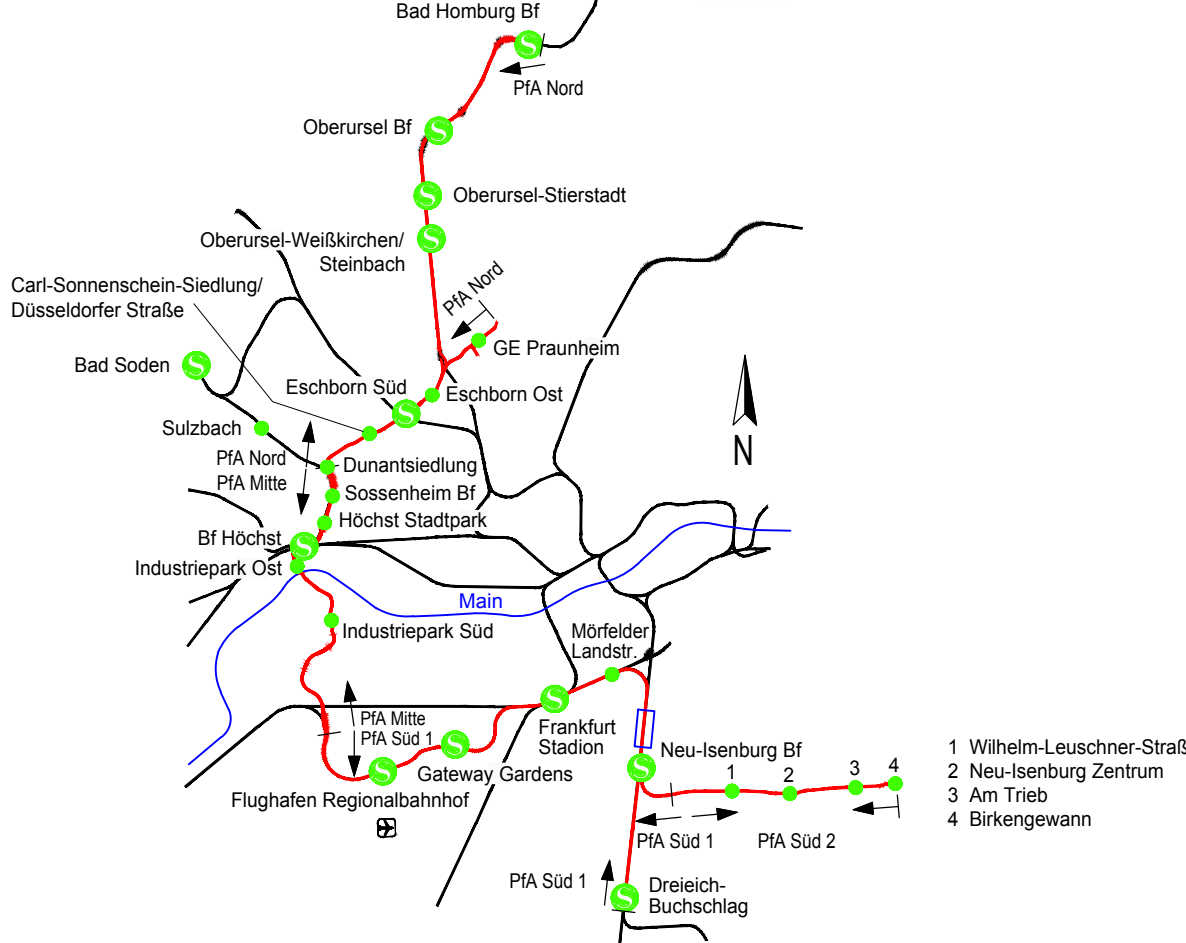 Bad Homburg Bf
PfA Nord
Oberursel Bf
Oberursel-Stierstadt
Oberursel-Weißkirchen/
Steinbach
Carl-Sonnenschein-Siedlung/
Düsseldorfer Straße
PfA Nord
GE Praunheim
Bad Soden
Eschborn Süd
Eschborn Ost
Sulzbach
PfA Nord
PfA Mitte
Dunantsiedlung
Sossenheim Bf
Höchst Stadtpark
Bf Höchst
Industriepark Ost
N
Main
Industriepark Süd
Mörfelder
Landstr.
PfA Mitte
PfA Süd 1
Frankfurt
Stadion
Gateway Gardens
Flughafen Regionalbahnhof
Neu-Isenburg Bf
1
2
3
4
PfA Süd 1
PfA Süd 2
1 Wilhelm-Leuschner-Straß
2 Neu-Isenburg Zentrum
3 Am Trieb
4 Birkengewann
PfA Süd 1
Dreieich-
Buchschlag